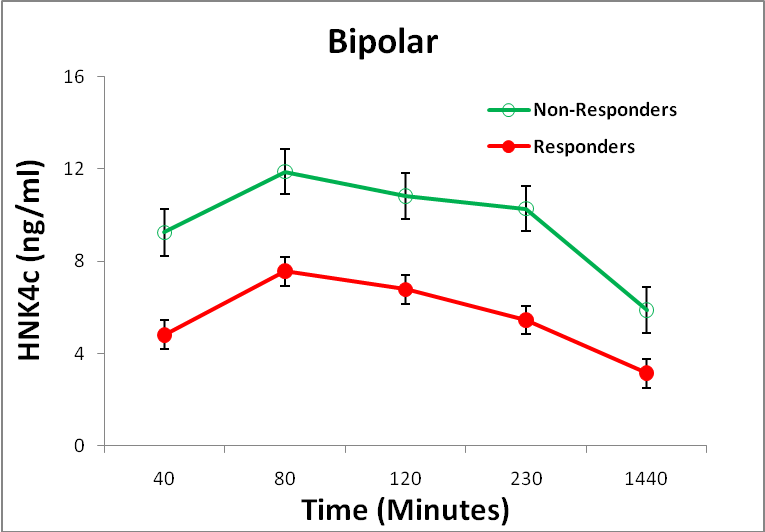 Bipolar
16
12
8
4
0
HNK4c (ng/ml)
Non-Responders
Responders
40 80 120 230 1440
Time (Minutes)